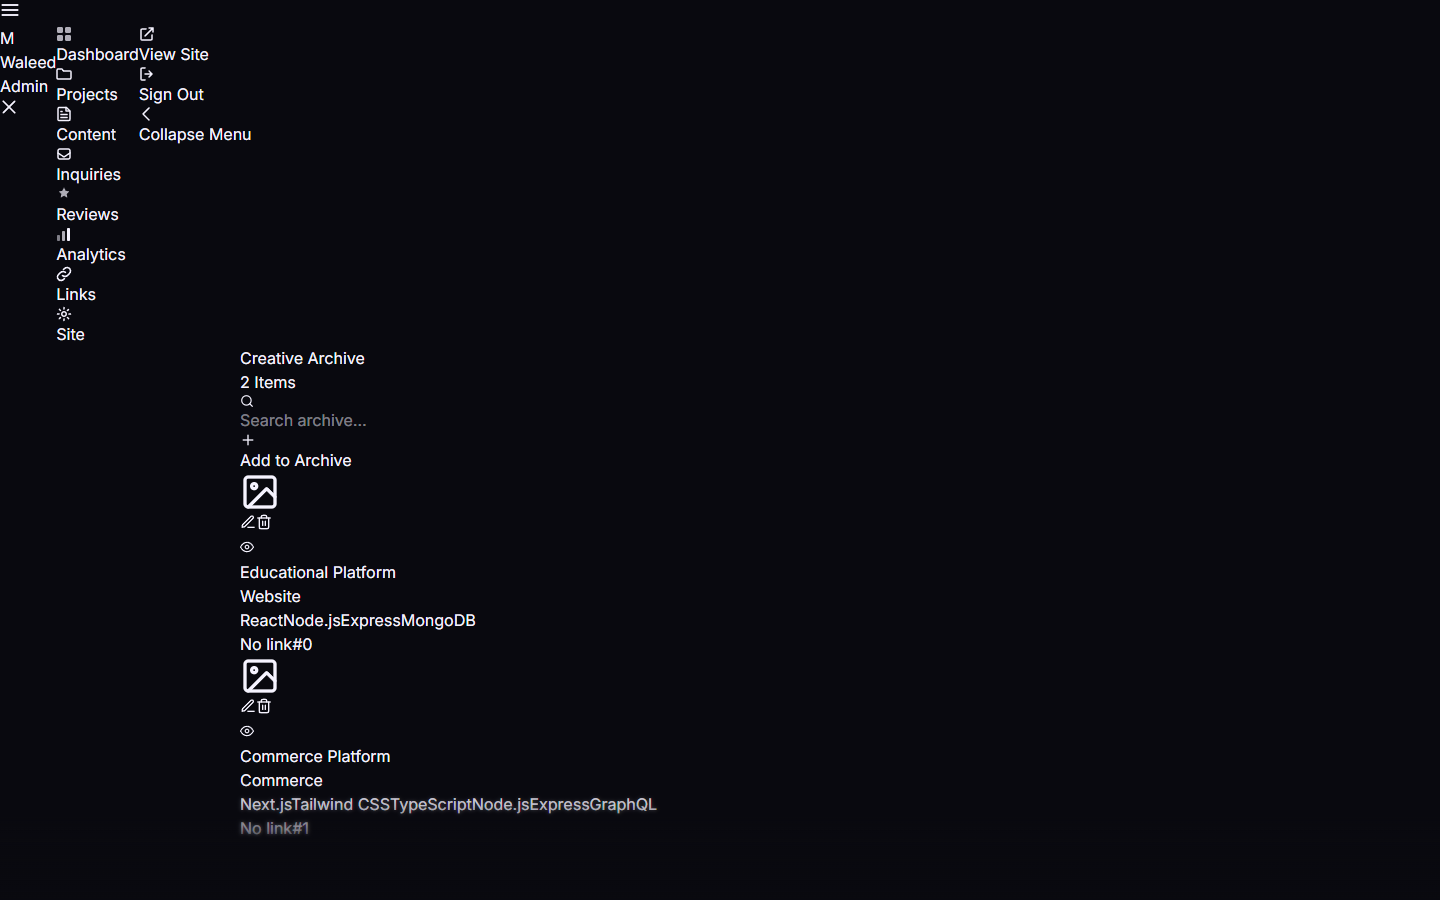 M
Waleed
Admin
Dashboard
Projects
Content
Inquiries
Reviews
Analytics
Links
Site
View Site
Sign Out
Collapse Menu
Creative Archive
2 Items
Search archive...
Add to Archive
Educational Platform
Website
ReactNode.jsExpressMongoDB
No link#0
Commerce Platform
Commerce
Next.jsTailwind CSSTypeScriptNode.jsExpressGraphQL
No link#1